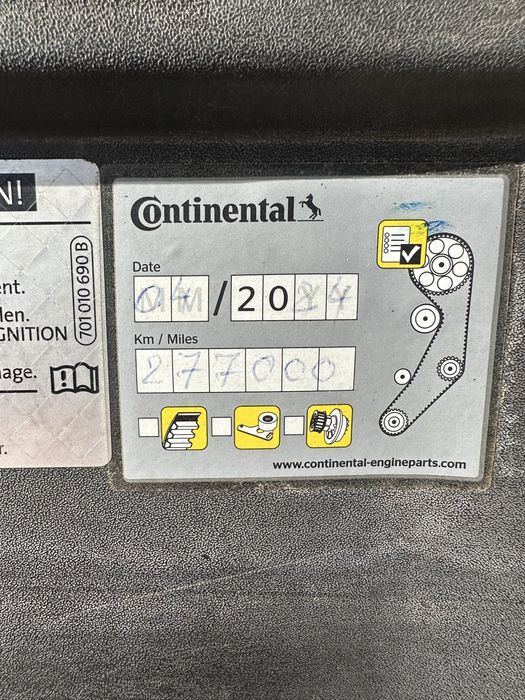 N!
ent.
len.
GNITION
nage.
r.
701 010 690 B
Continental
Date
04/2024
Km / Miles
277000
www.continental-engineparts.com